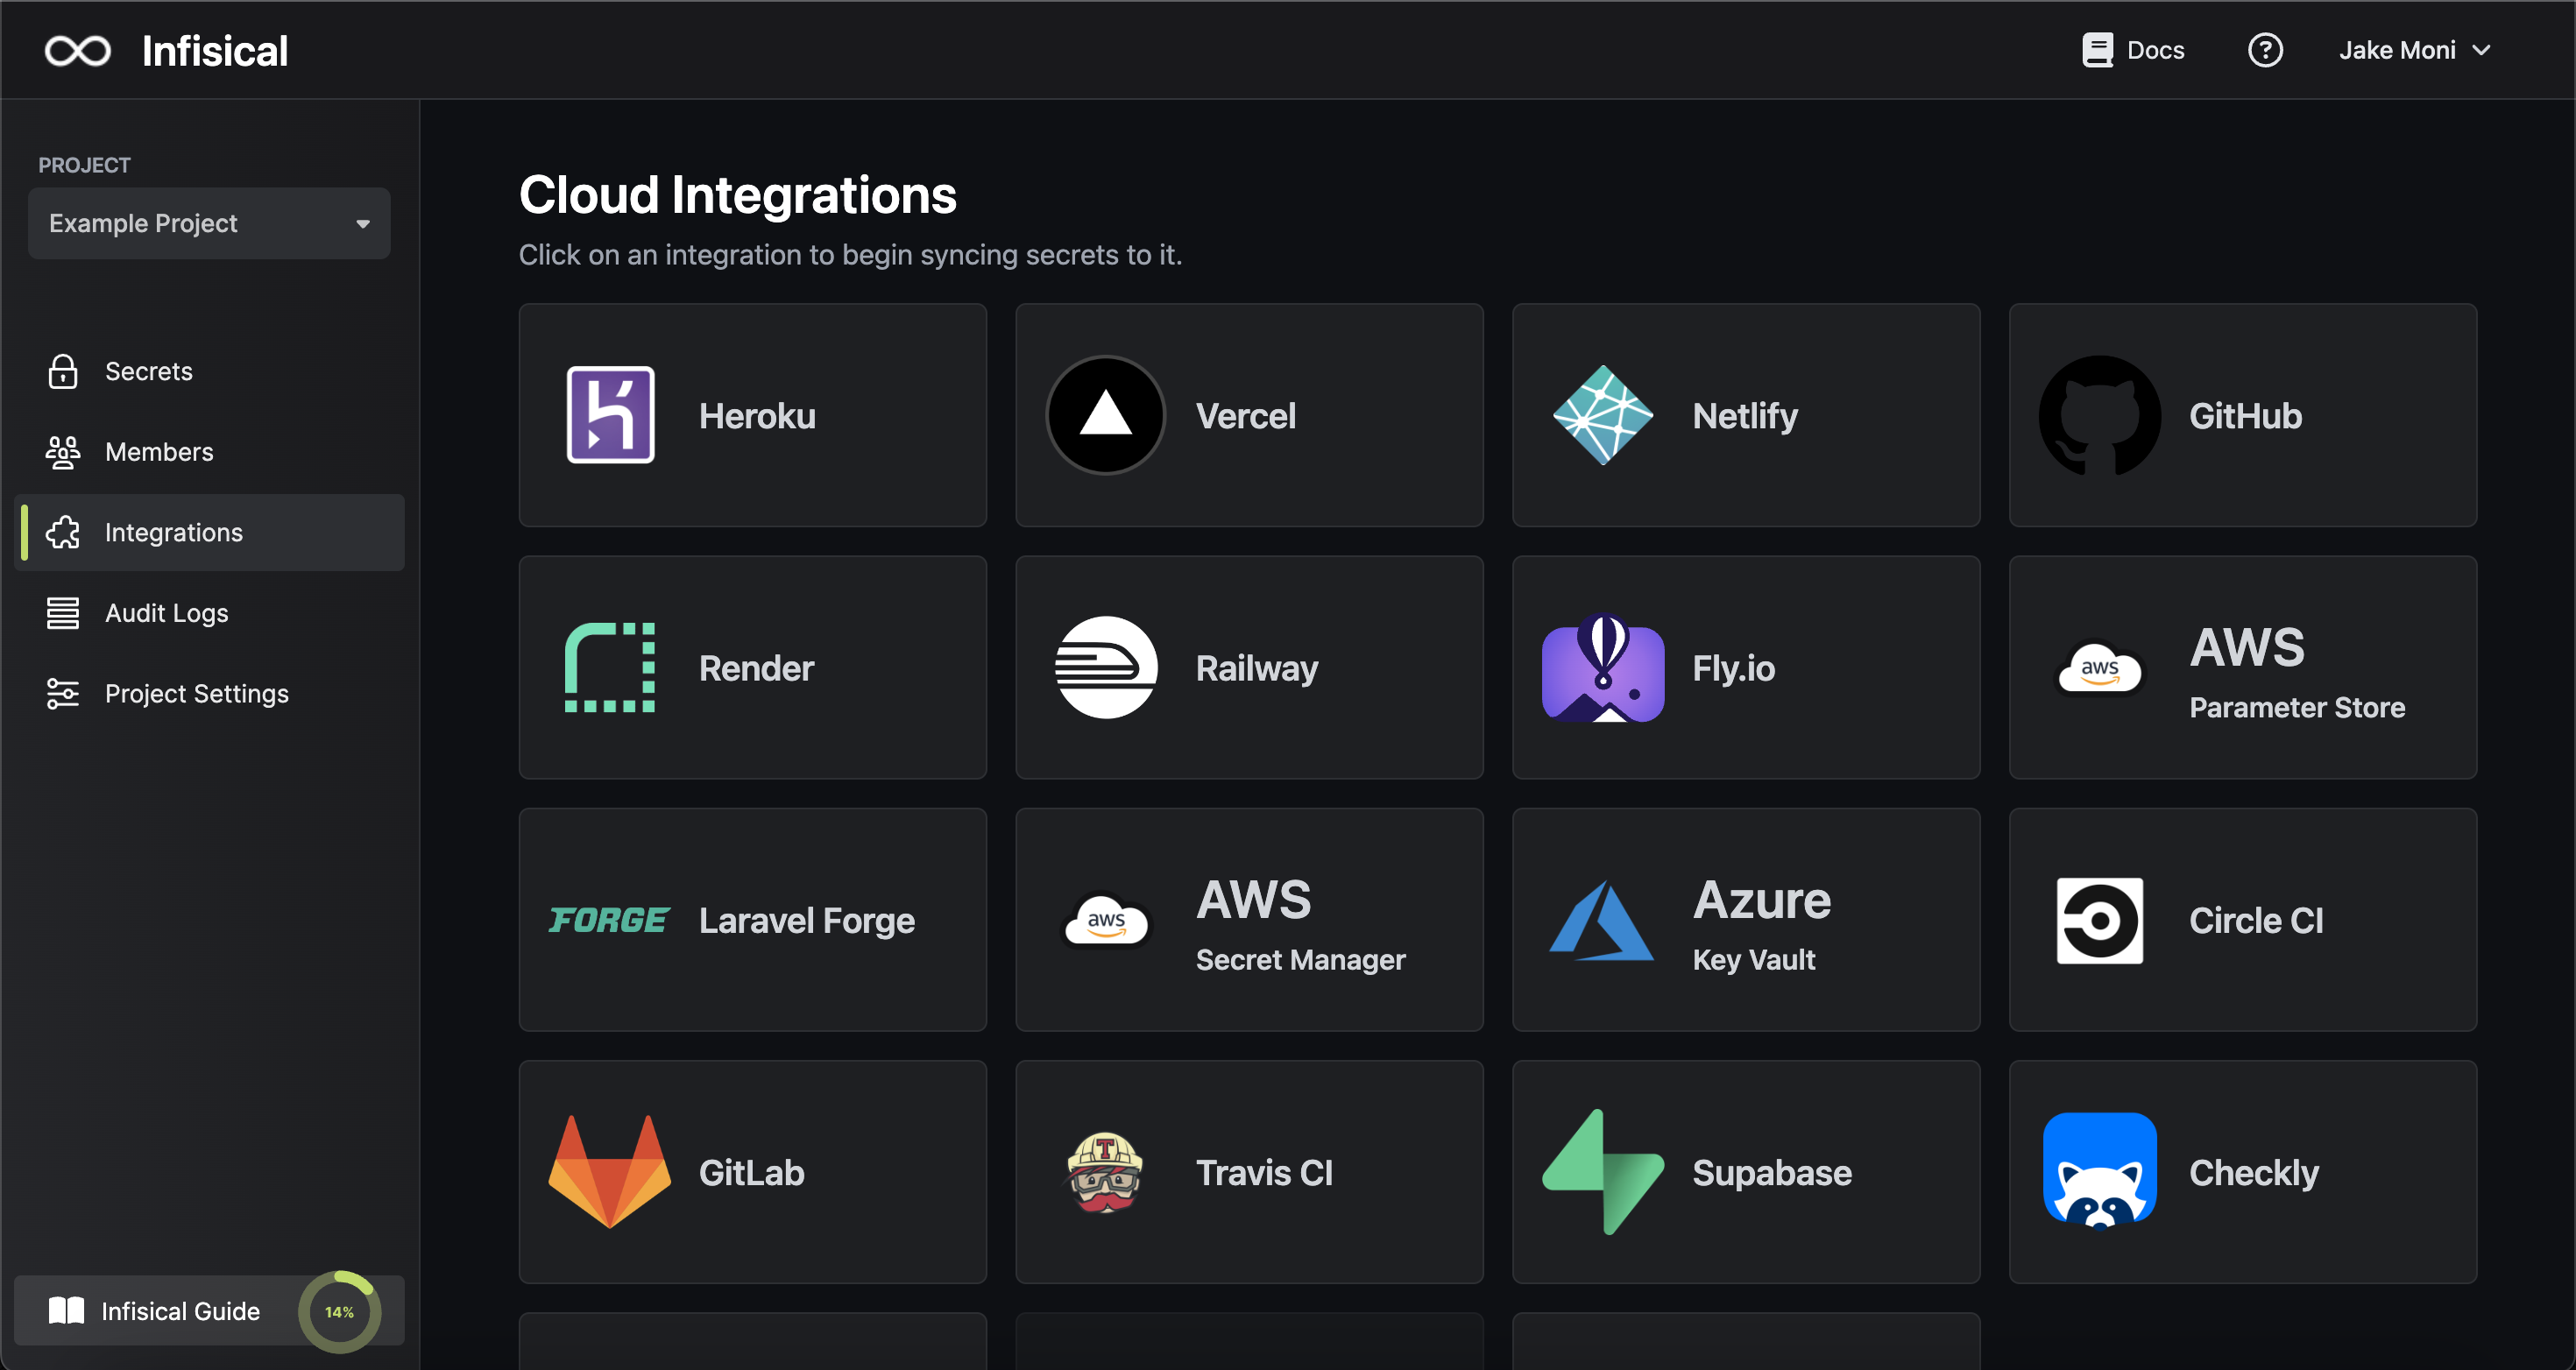 Infisical
Docs
Jake Moni
PROJECT
Example Project
Secrets
Members
Integrations
Audit Logs
Project Settings
Infisical Guide
14%
Cloud Integrations
Click on an integration to begin syncing secrets to it.
Heroku
Vercel
Netlify
GitHub
Render
Railway
Fly.io
aws
AWS
Parameter Store
FORGE
Laravel Forge
aws
AWS
Secret Manager
Azure
Key Vault
Circle CI
GitLab
T
Travis CI
Supabase
Checkly